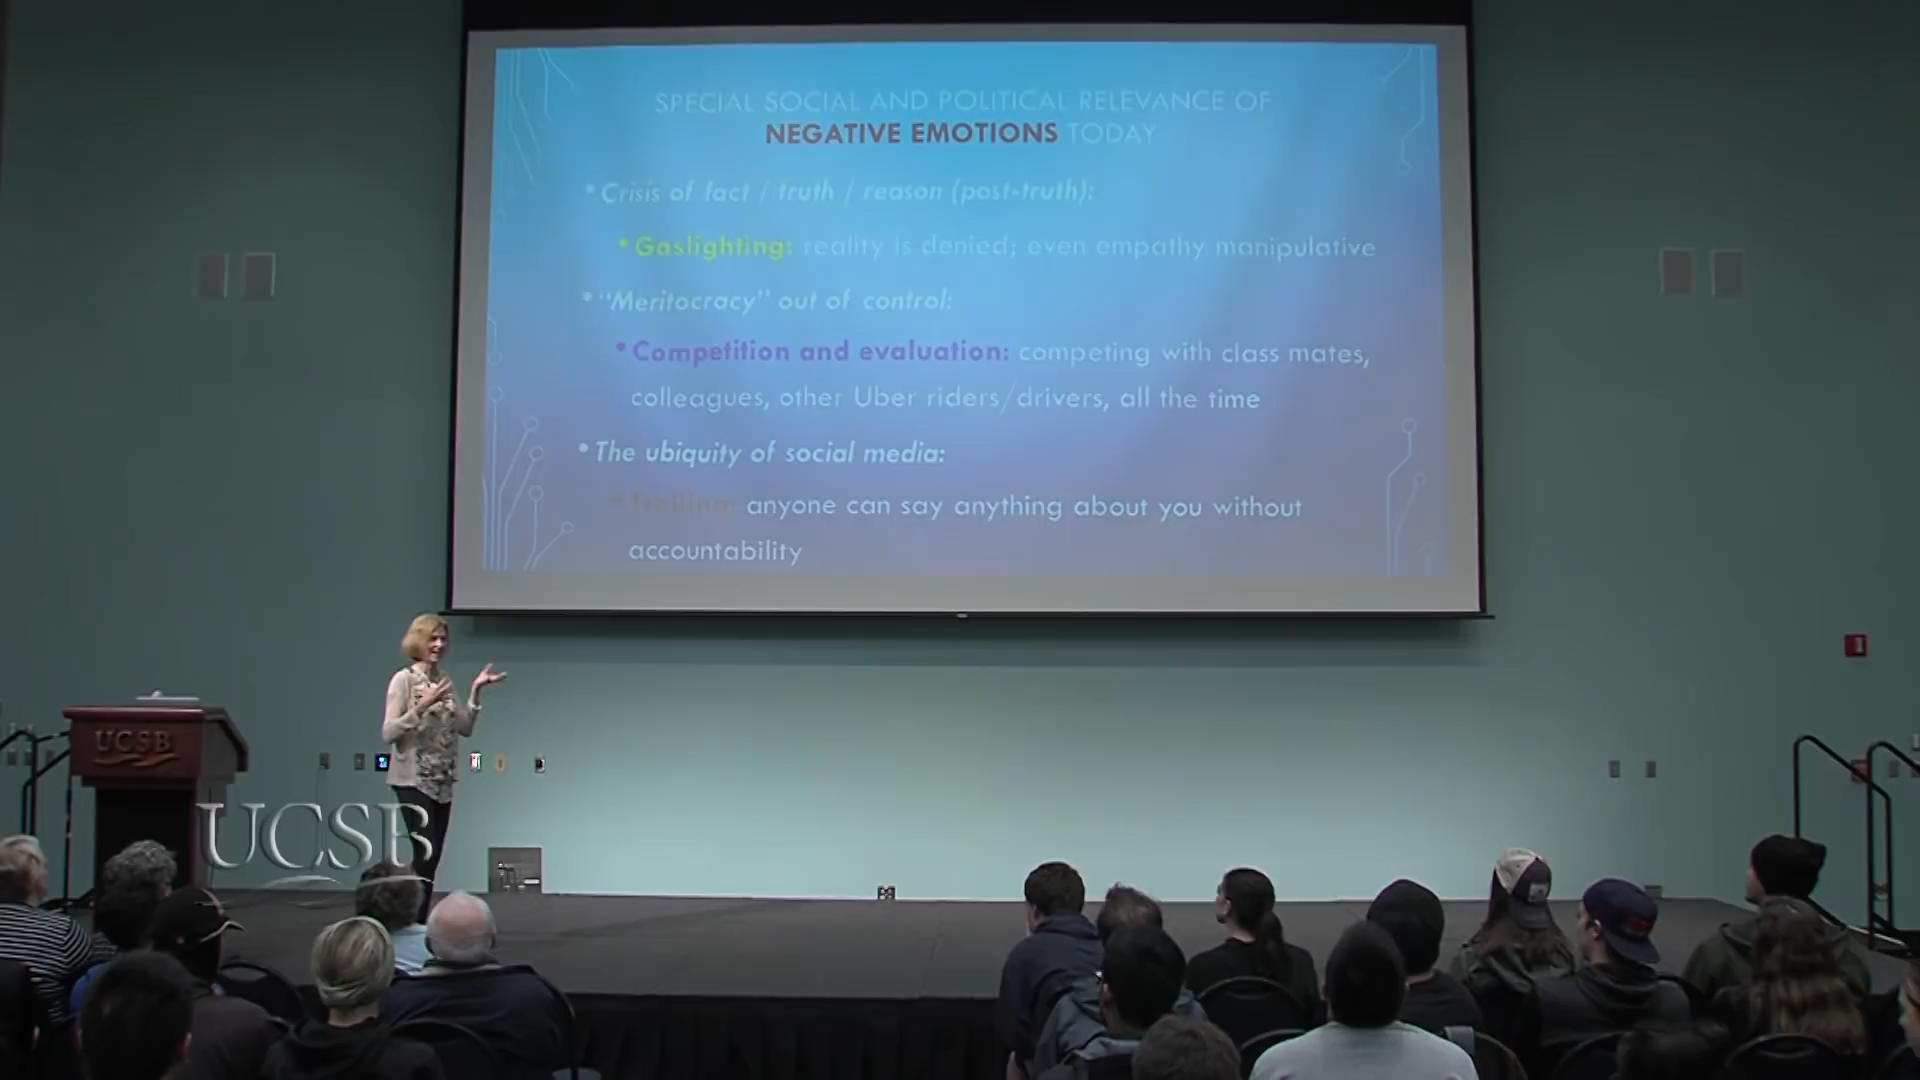 SPECIAL SOCIAL AND POLITICAL RELEVANCE OF
NEGATIVE EMOTIONS TODAY
• Crisis of fact / truth / reason (post-truth):
• Gaslighting: reality is denied; even empathy manipulative
• "Meritocracy" out of control:
• Competition and evaluation: competing with class mates,
colleagues, other Uber riders/drivers, all the time
• The ubiquity of social media:
• Trolling: anyone can say anything about you without
accountability
UCSB
UCSB